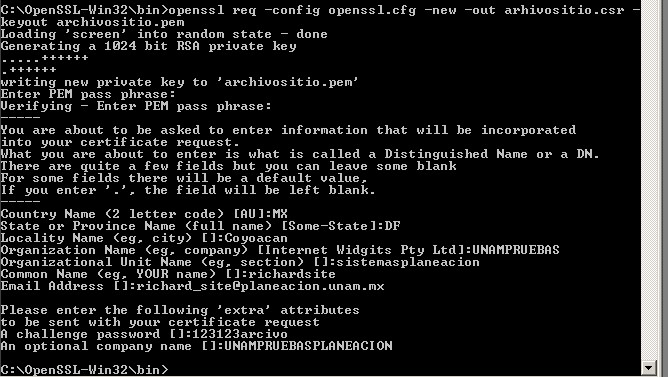 C:\OpenSSL-Win32\bin>openssl req -config openssl.cfg -new -out arhivositio.csr -
keyout archivositio.pem
Loading 'screen' into random state - done
Generating a 1024 bit RSA private key
.....++++++
.++++++
writing new private key to 'archivositio.pem'
Enter PEM pass phrase:
Verifying - Enter PEM pass phrase:
-----
You are about to be asked to enter information that will be incorporated
into your certificate request.
What you are about to enter is what is called a Distinguished Name or a DN.
There are quite a few fields but you can leave some blank
For some fields there will be a default value,
If you enter '.', the field will be left blank.
-----
Country Name (2 letter code) [AU]:MX
State or Province Name (full name) [Some-State]:DF
Locality Name (eg, city) []:Coyoacan
Organization Name (eg, company) [Internet Widgits Pty Ltd]:UNAMPRUEBAS
Organizational Unit Name (eg, section) []:sistemasplaneacion
Common Name (eg, YOUR name) []:richardsite
Email Address []:richard_site@planeacion.unam.mx

Please enter the following 'extra' attributes
to be sent with your certificate request
A challenge password []:123123arcivo
An optional company name []:UNAMPRUEBASPLANEACION

C:\OpenSSL-Win32\bin>